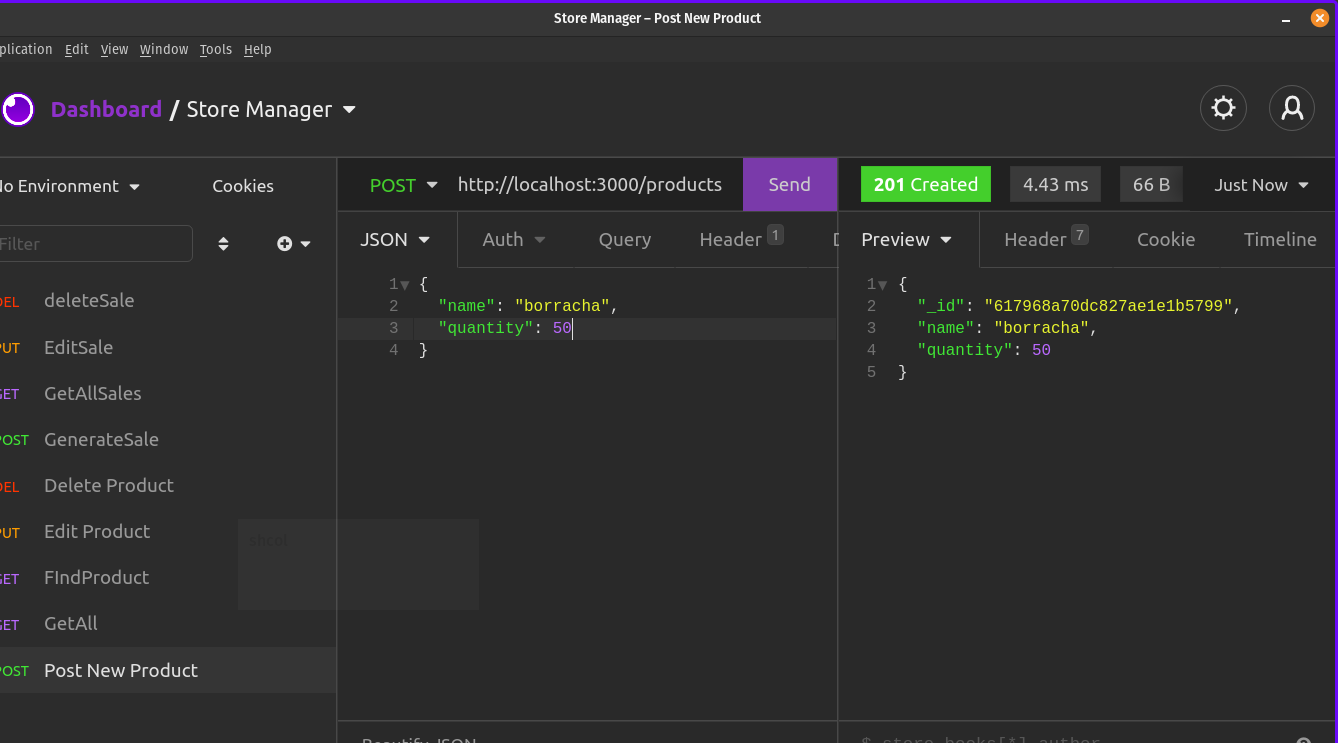 Store Manager – Post New Product
plication Edit View Window Tools Help
Dashboard / Store Manager
No Environment Cookies
POST http://localhost:3000/products Send
201 Created 4.43 ms 66 B Just Now
Filter
JSON Auth Query Header 1
Preview Header 7 Cookie Timeline
DEL deleteSale
PUT EditSale
GET GetAllSales
POST GenerateSale
DEL Delete Product
PUT Edit Product
GET FIndProduct
GET GetAll
POST Post New Product
1 {
2 "name": "borracha",
3 "quantity": 50
4 }
1 {
2 "_id": "617968a70dc827ae1e1b5799",
3 "name": "borracha",
4 "quantity": 50
5 }
Beautify JSON
$.store.books[*].author